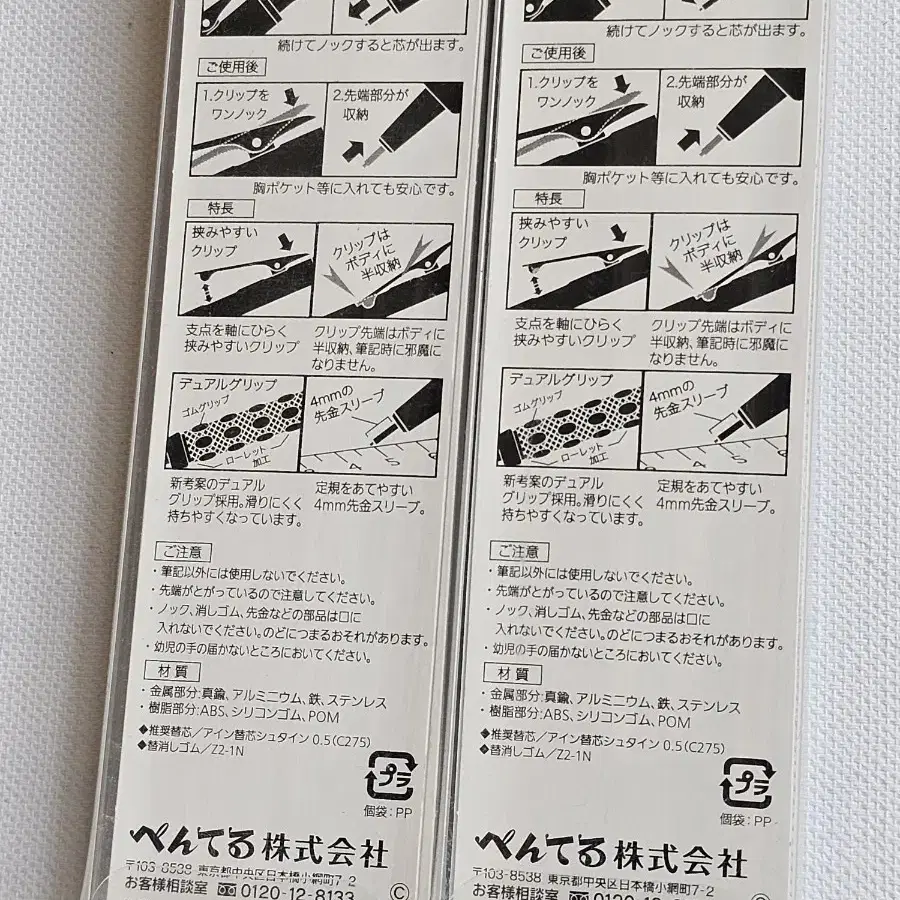 続けてノックすると芯が出ます。
ご使用後
1.クリップを
ワンノック
2.先端部分が
収納
胸ポケット等に入れても安心です。
特長
挟みやすい
クリップ
クリップは
ボディに
半収納
支点を軸にひらく
挟みやすいクリップ
クリップ先端はボディに
半収納、筆記時に邪魔に
なりません。
デュアルグリップ
ゴムグリップ
ローレット
加工
4mmの
先金スリーブ
4 5
新考案のデュアル
グリップ採用。滑りにくく
持ちやすくなっています。
定規をあてやすい
4mm先金スリーブ。
ご注意
・筆記以外には使用しないでください。
・先端がとがっているので注意してください。
・ノック、消しゴム、先金などの部品は口に
入れないでください。のどにつまるおそれがあります。
・幼児の手の届かないところにおいてください。
材質
・金属部分:真鍮、アルミニウム、鉄、ステンレス
・樹脂部分:ABS、シリコンゴム、POM
◆推奨替芯/アイン替芯シュタイン 0.5(C275)
◆替消しゴム/Z2-1N
プラ
個袋:PP
ぺんてる株式会社
〒103-8538 東京都中央区日本橋小網町7-2
お客様相談室 0120-12-8133
©
続けてノックすると芯が出ます。
ご使用後
1.クリップを
ワンノック
2.先端部分が
収納
胸ポケット等に入れても安心です。
特長
挟みやすい
クリップ
クリップは
ボディに
半収納
支点を軸にひらく
挟みやすいクリップ
クリップ先端はボディに
半収納、筆記時に邪魔に
なりません。
デュアルグリップ
ゴムグリップ
ローレット
加工
4mmの
先金スリーブ
4 5
新考案のデュアル
グリップ採用。滑りにくく
持ちやすくなっています。
定規をあてやすい
4mm先金スリーブ。
ご注意
・筆記以外には使用しないでください。
・先端がとがっているので注意してください。
・ノック、消しゴム、先金などの部品は口に
入れないでください。のどにつまるおそれがあります。
・幼児の手の届かないところにおいてください。
材質
・金属部分:真鍮、アルミニウム、鉄、ステンレス
・樹脂部分:ABS、シリコンゴム、POM
◆推奨替芯/アイン替芯シュタイン 0.5(C275)
◆替消しゴム/Z2-1N
プラ
個袋:PP
ぺんてる株式会社
〒103-8538 東京都中央区日本橋小網町7-2
お客様相談室 0120-12-8133
©